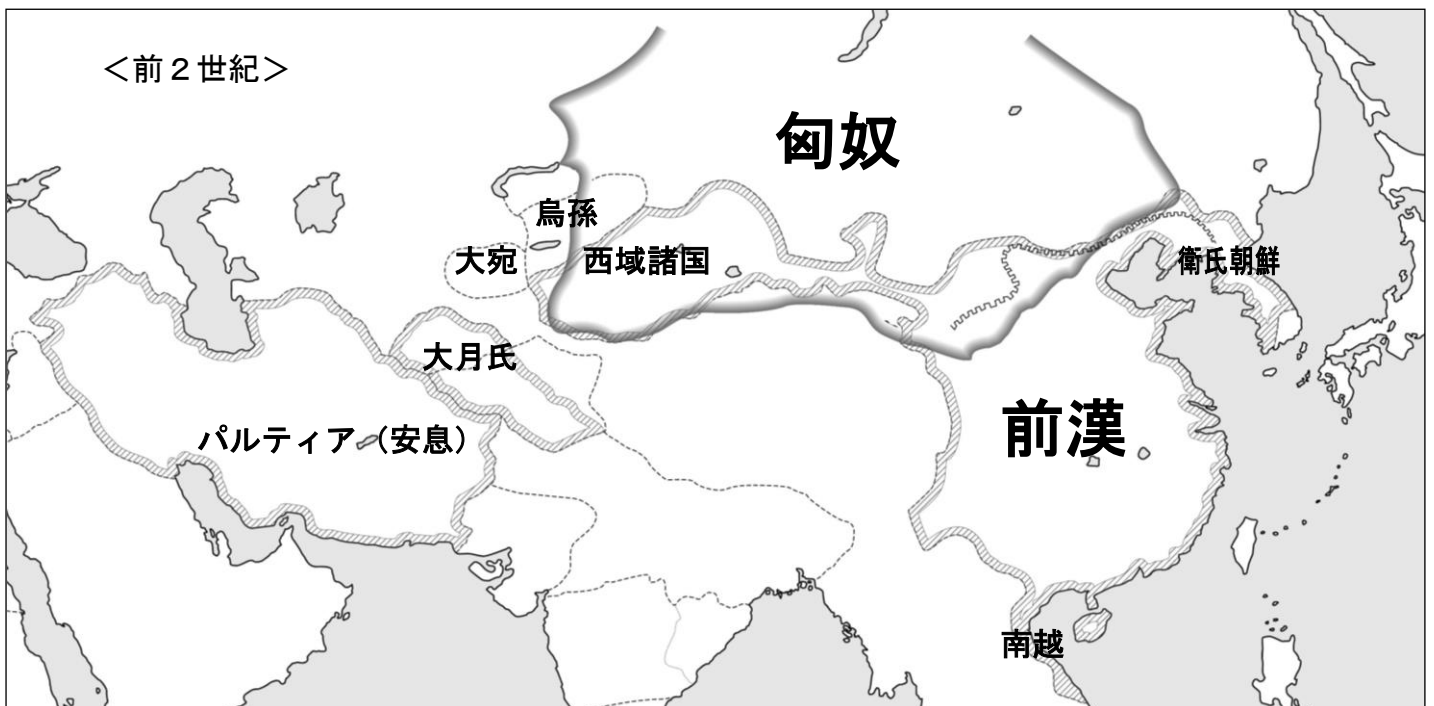 ＜前２世紀＞
匈奴
烏孫
大宛
西域諸国
衛氏朝鮮
大月氏
前漢
パルティア（安息）
南越